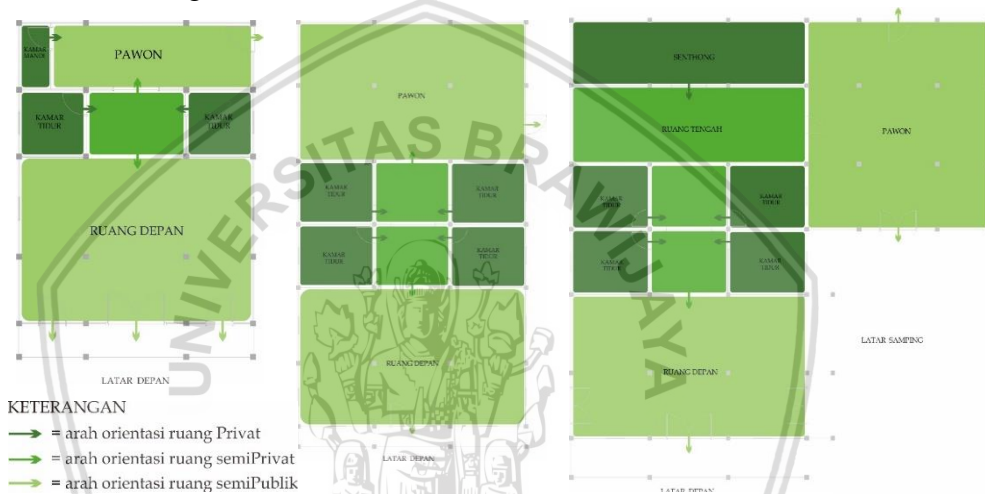 KAMAR
MANDI
PAWON
KAMAR
TIDUR
KAMAR
TIDUR
RUANG DEPAN
LATAR DEPAN
PAWON
KAMAR
TIDUR
KAMAR
TIDUR
KAMAR
TIDUR
KAMAR
TIDUR
RUANG DEPAN
LATAR DEPAN
SENTHONG
RUANG TENGAH
PAWON
KAMAR
TIDUR
KAMAR
TIDUR
KAMAR
TIDUR
KAMAR
TIDUR
RUANG DEPAN
LATAR SAMPING
LATAR DEPAN
KETERANGAN
= arah orientasi ruang Privat
= arah orientasi ruang semiPrivat
= arah orientasi ruang semiPublik
UNIVERSITAS BRAWIJAYA